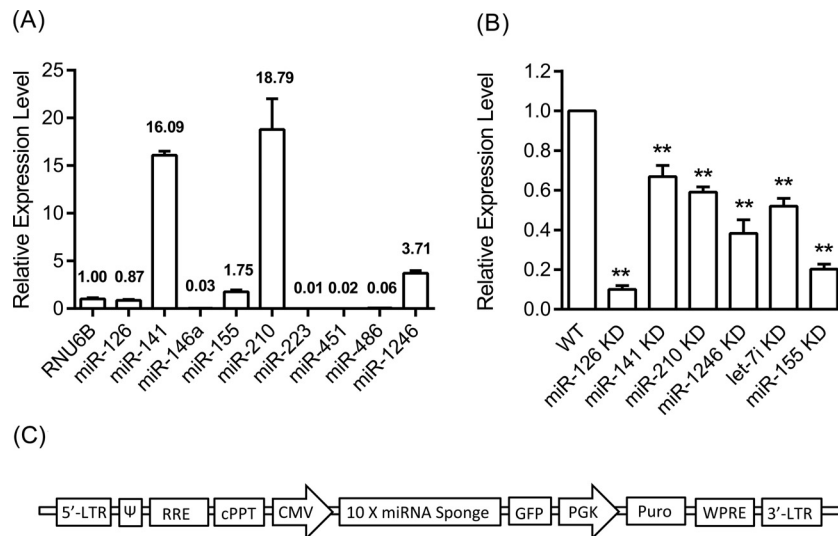 (A)
Relative Expression Level
25
20
15
10
5
0
1.00 0.87 16.09 0.03 1.75 18.79 0.01 0.02 0.06 3.71
RNU6B miR-126 miR-141 miR-146a miR-155 miR-210 miR-223 miR-451 miR-486 miR-1246
(B)
Relative Expression Level
1.2
1.0
0.8
0.6
0.4
0.2
0.0
** ** ** ** ** **
WT miR-126 KD miR-141 KD miR-210 KD miR-1246 KD let-7i KD miR-155 KD
(C)
5’-LTR Ψ RRE cPPT CMV 10 X miRNA Sponge GFP PGK Puro WPRE 3’-LTR